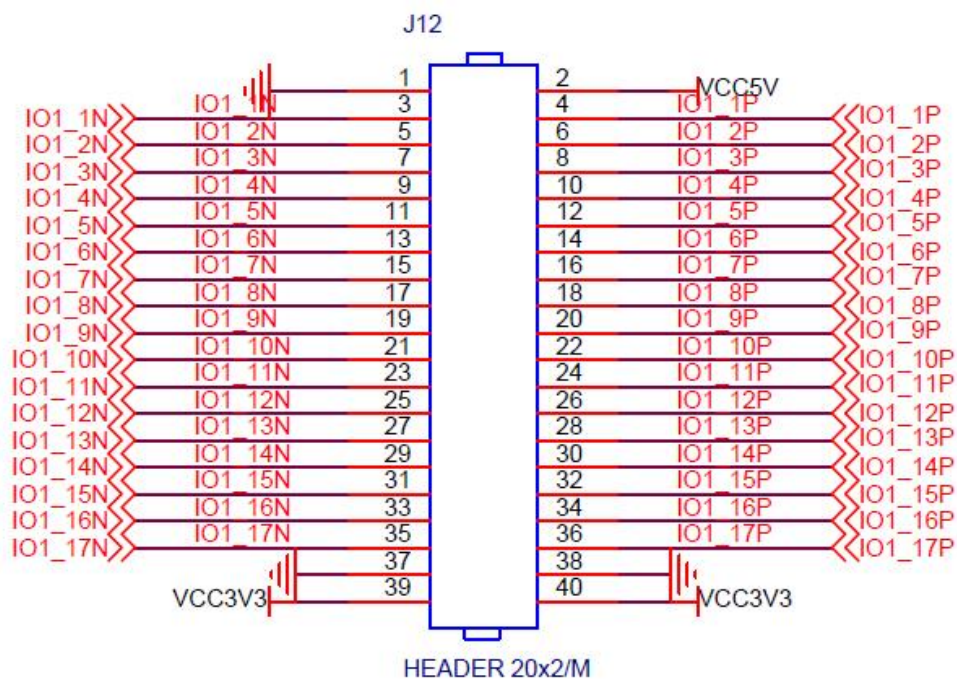 J12
1 2 VCC5V
IO1_1N IO1_1N 3 4 IO1_1P IO1_1P
IO1_2N IO1_2N 5 6 IO1_2P IO1_2P
IO1_3N IO1_3N 7 8 IO1_3P IO1_3P
IO1_4N IO1_4N 9 10 IO1_4P IO1_4P
IO1_5N IO1_5N 11 12 IO1_5P IO1_5P
IO1_6N IO1_6N 13 14 IO1_6P IO1_6P
IO1_7N IO1_7N 15 16 IO1_7P IO1_7P
IO1_8N IO1_8N 17 18 IO1_8P IO1_8P
IO1_9N IO1_9N 19 20 IO1_9P IO1_9P
IO1_10N IO1_10N 21 22 IO1_10P IO1_10P
IO1_11N IO1_11N 23 24 IO1_11P IO1_11P
IO1_12N IO1_12N 25 26 IO1_12P IO1_12P
IO1_13N IO1_13N 27 28 IO1_13P IO1_13P
IO1_14N IO1_14N 29 30 IO1_14P IO1_14P
IO1_15N IO1_15N 31 32 IO1_15P IO1_15P
IO1_16N IO1_16N 33 34 IO1_16P IO1_16P
IO1_17N IO1_17N 35 36 IO1_17P IO1_17P
37 38
VCC3V3 39 40 VCC3V3
HEADER 20x2/M